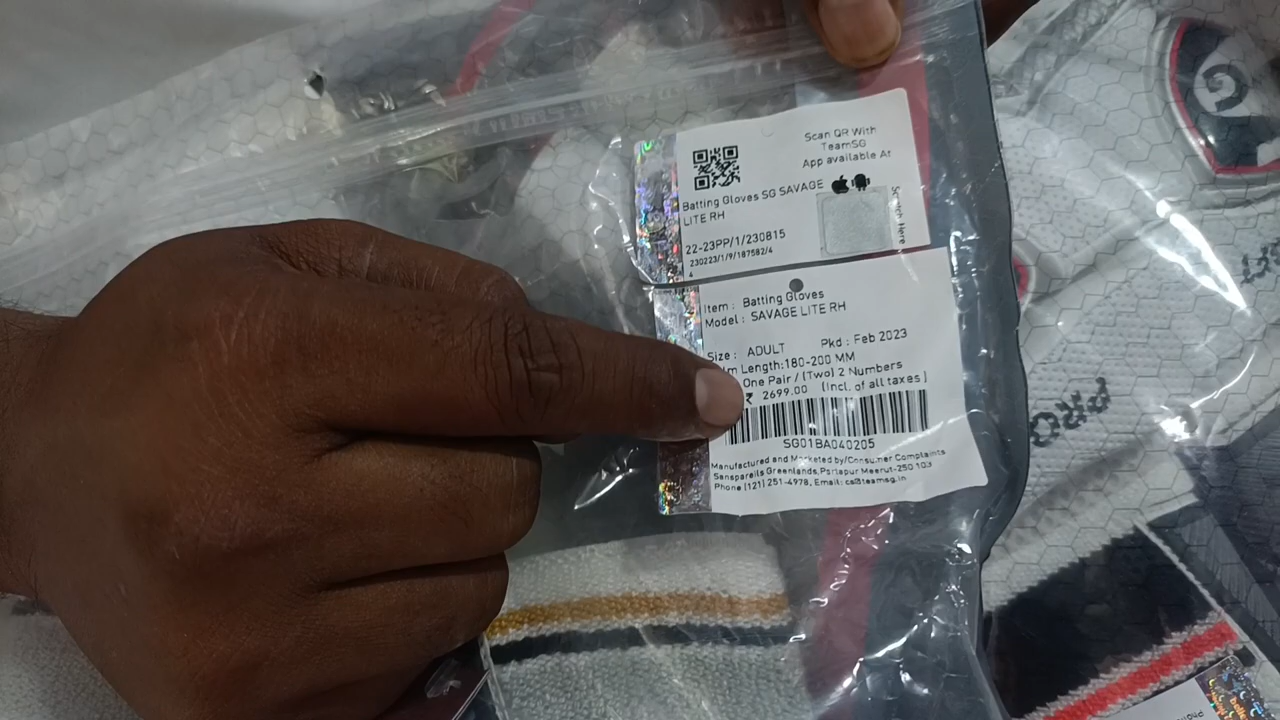 Scan QR With
TeamSG
App available At
Batting Gloves SG SAVAGE
LITE RH
Scratch Here
22-23PP/1/230815
230223/1/9/187582/4
4
Item : Batting Gloves
Model : SAVAGE LITE RH
Size : ADULT Pkd : Feb 2023
Length:180-200 MM
One Pair / (Two) 2 Numbers
₹ 2699.00 (Incl. of all taxes)
SG01BA040205
Manufactured and Marketed by/Consumer Complaints
Sanspareils Greenlands,Partapur Meerut-250 103
Phone (121) 251-4978, Email: cs@teamsg.in
PRO